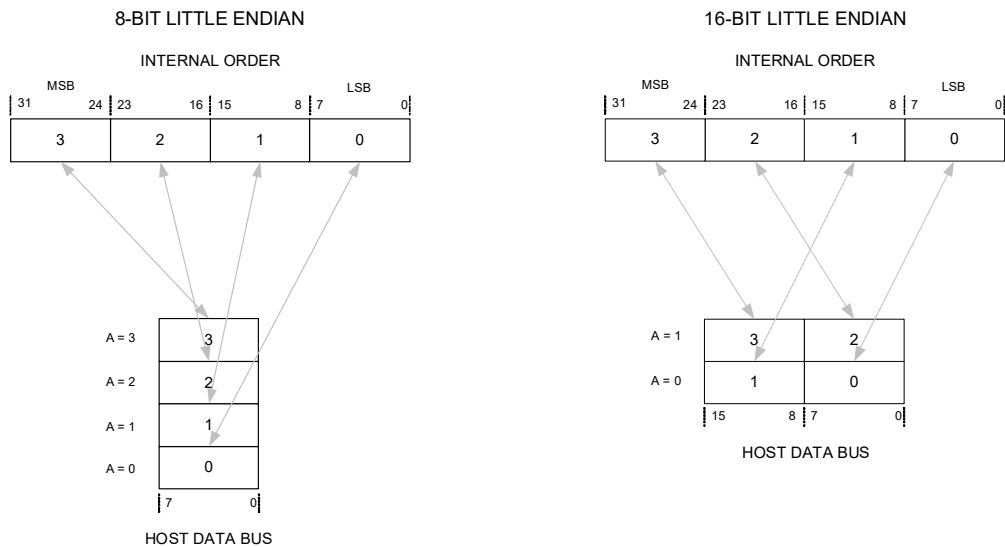 8-BIT LITTLE ENDIAN
INTERNAL ORDER
MSB LSB
31 24 23 16 15 8 7 0
3 2 1 0
A = 3 3
A = 2 2
A = 1 1
A = 0 0
7 0
HOST DATA BUS
16-BIT LITTLE ENDIAN
INTERNAL ORDER
MSB LSB
31 24 23 16 15 8 7 0
3 2 1 0
A = 1 3 2
A = 0 1 0
15 8 7 0
HOST DATA BUS